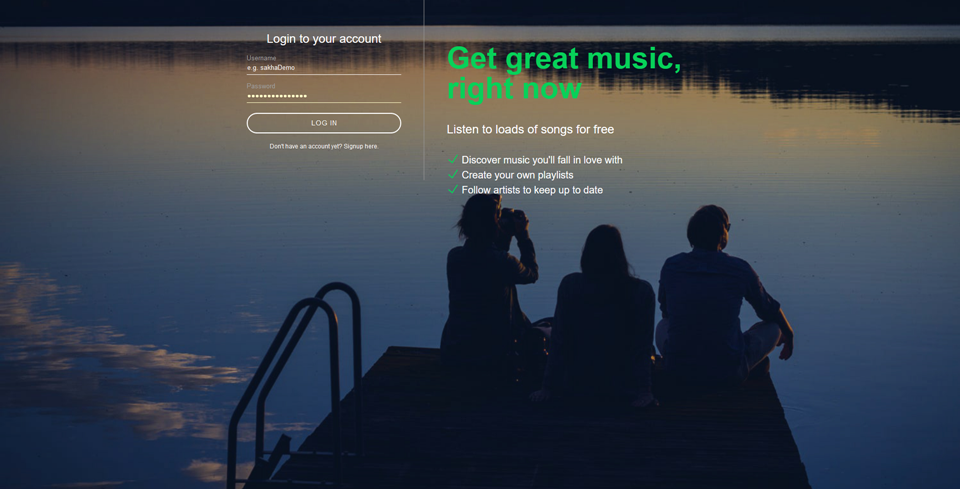 Login to your account
Username
e.g. sakhaDemo
Password
LOG IN
Don't have an account yet? Signup here.
Get great music,
right now
Listen to loads of songs for free
Discover music you'll fall in love with
Create your own playlists
Follow artists to keep up to date